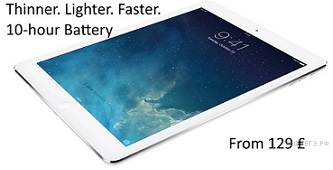 Thinner. Lighter. Faster.
10-hour Battery
9:41
From 129 £